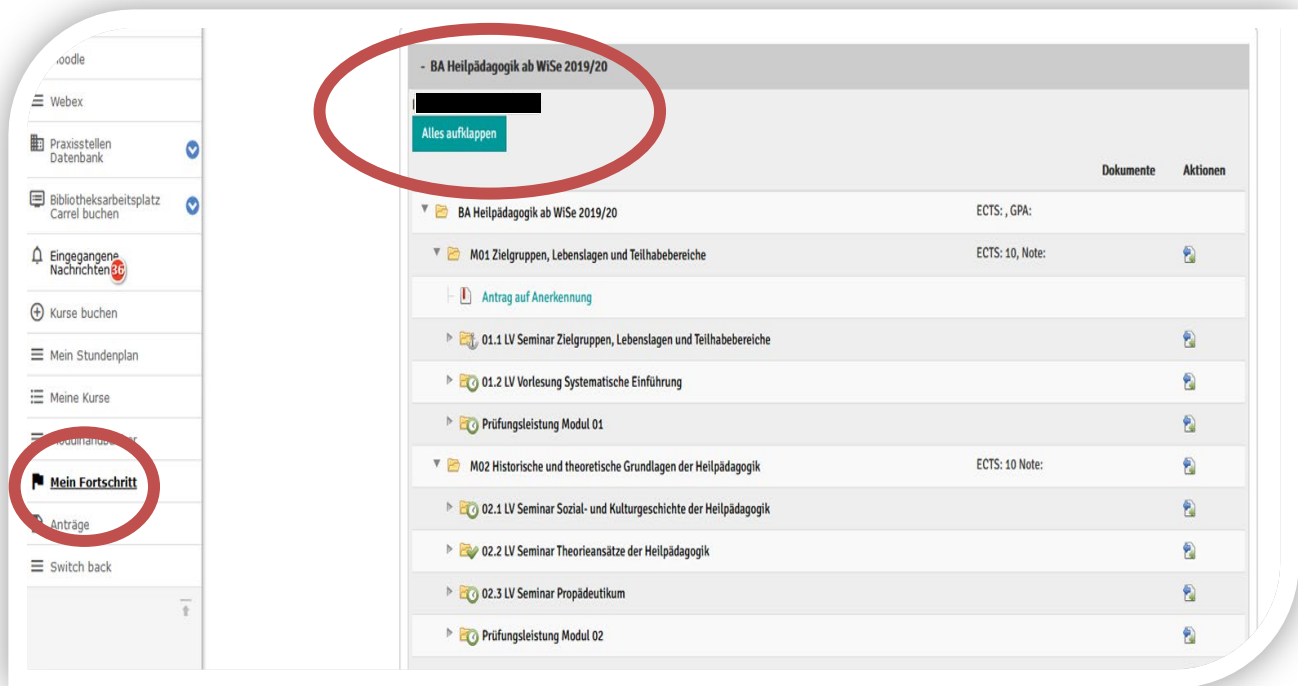 Webex
Praxisstellen
Datenbank
Bibliotheksarbeitsplatz
Carrel buchen
Eingegangene
Nachrichten 36
Kurse buchen
Mein Stundenplan
Meine Kurse
Mein Fortschritt
Anträge
Switch back
- BA Heilpädagogik ab WiSe 2019/20
Alles aufklappen
Dokumente Aktionen
BA Heilpädagogik ab WiSe 2019/20 ECTS: , GPA:
M01 Zielgruppen, Lebenslagen und Teilhabebereiche ECTS: 10, Note:
Antrag auf Anerkennung
01.1 LV Seminar Zielgruppen, Lebenslagen und Teilhabebereiche
01.2 LV Vorlesung Systematische Einführung
Prüfungsleistung Modul 01
M02 Historische und theoretische Grundlagen der Heilpädagogik ECTS: 10 Note:
02.1 LV Seminar Sozial- und Kulturgeschichte der Heilpädagogik
02.2 LV Seminar Theorieansätze der Heilpädagogik
02.3 LV Seminar Propädeutikum
Prüfungsleistung Modul 02